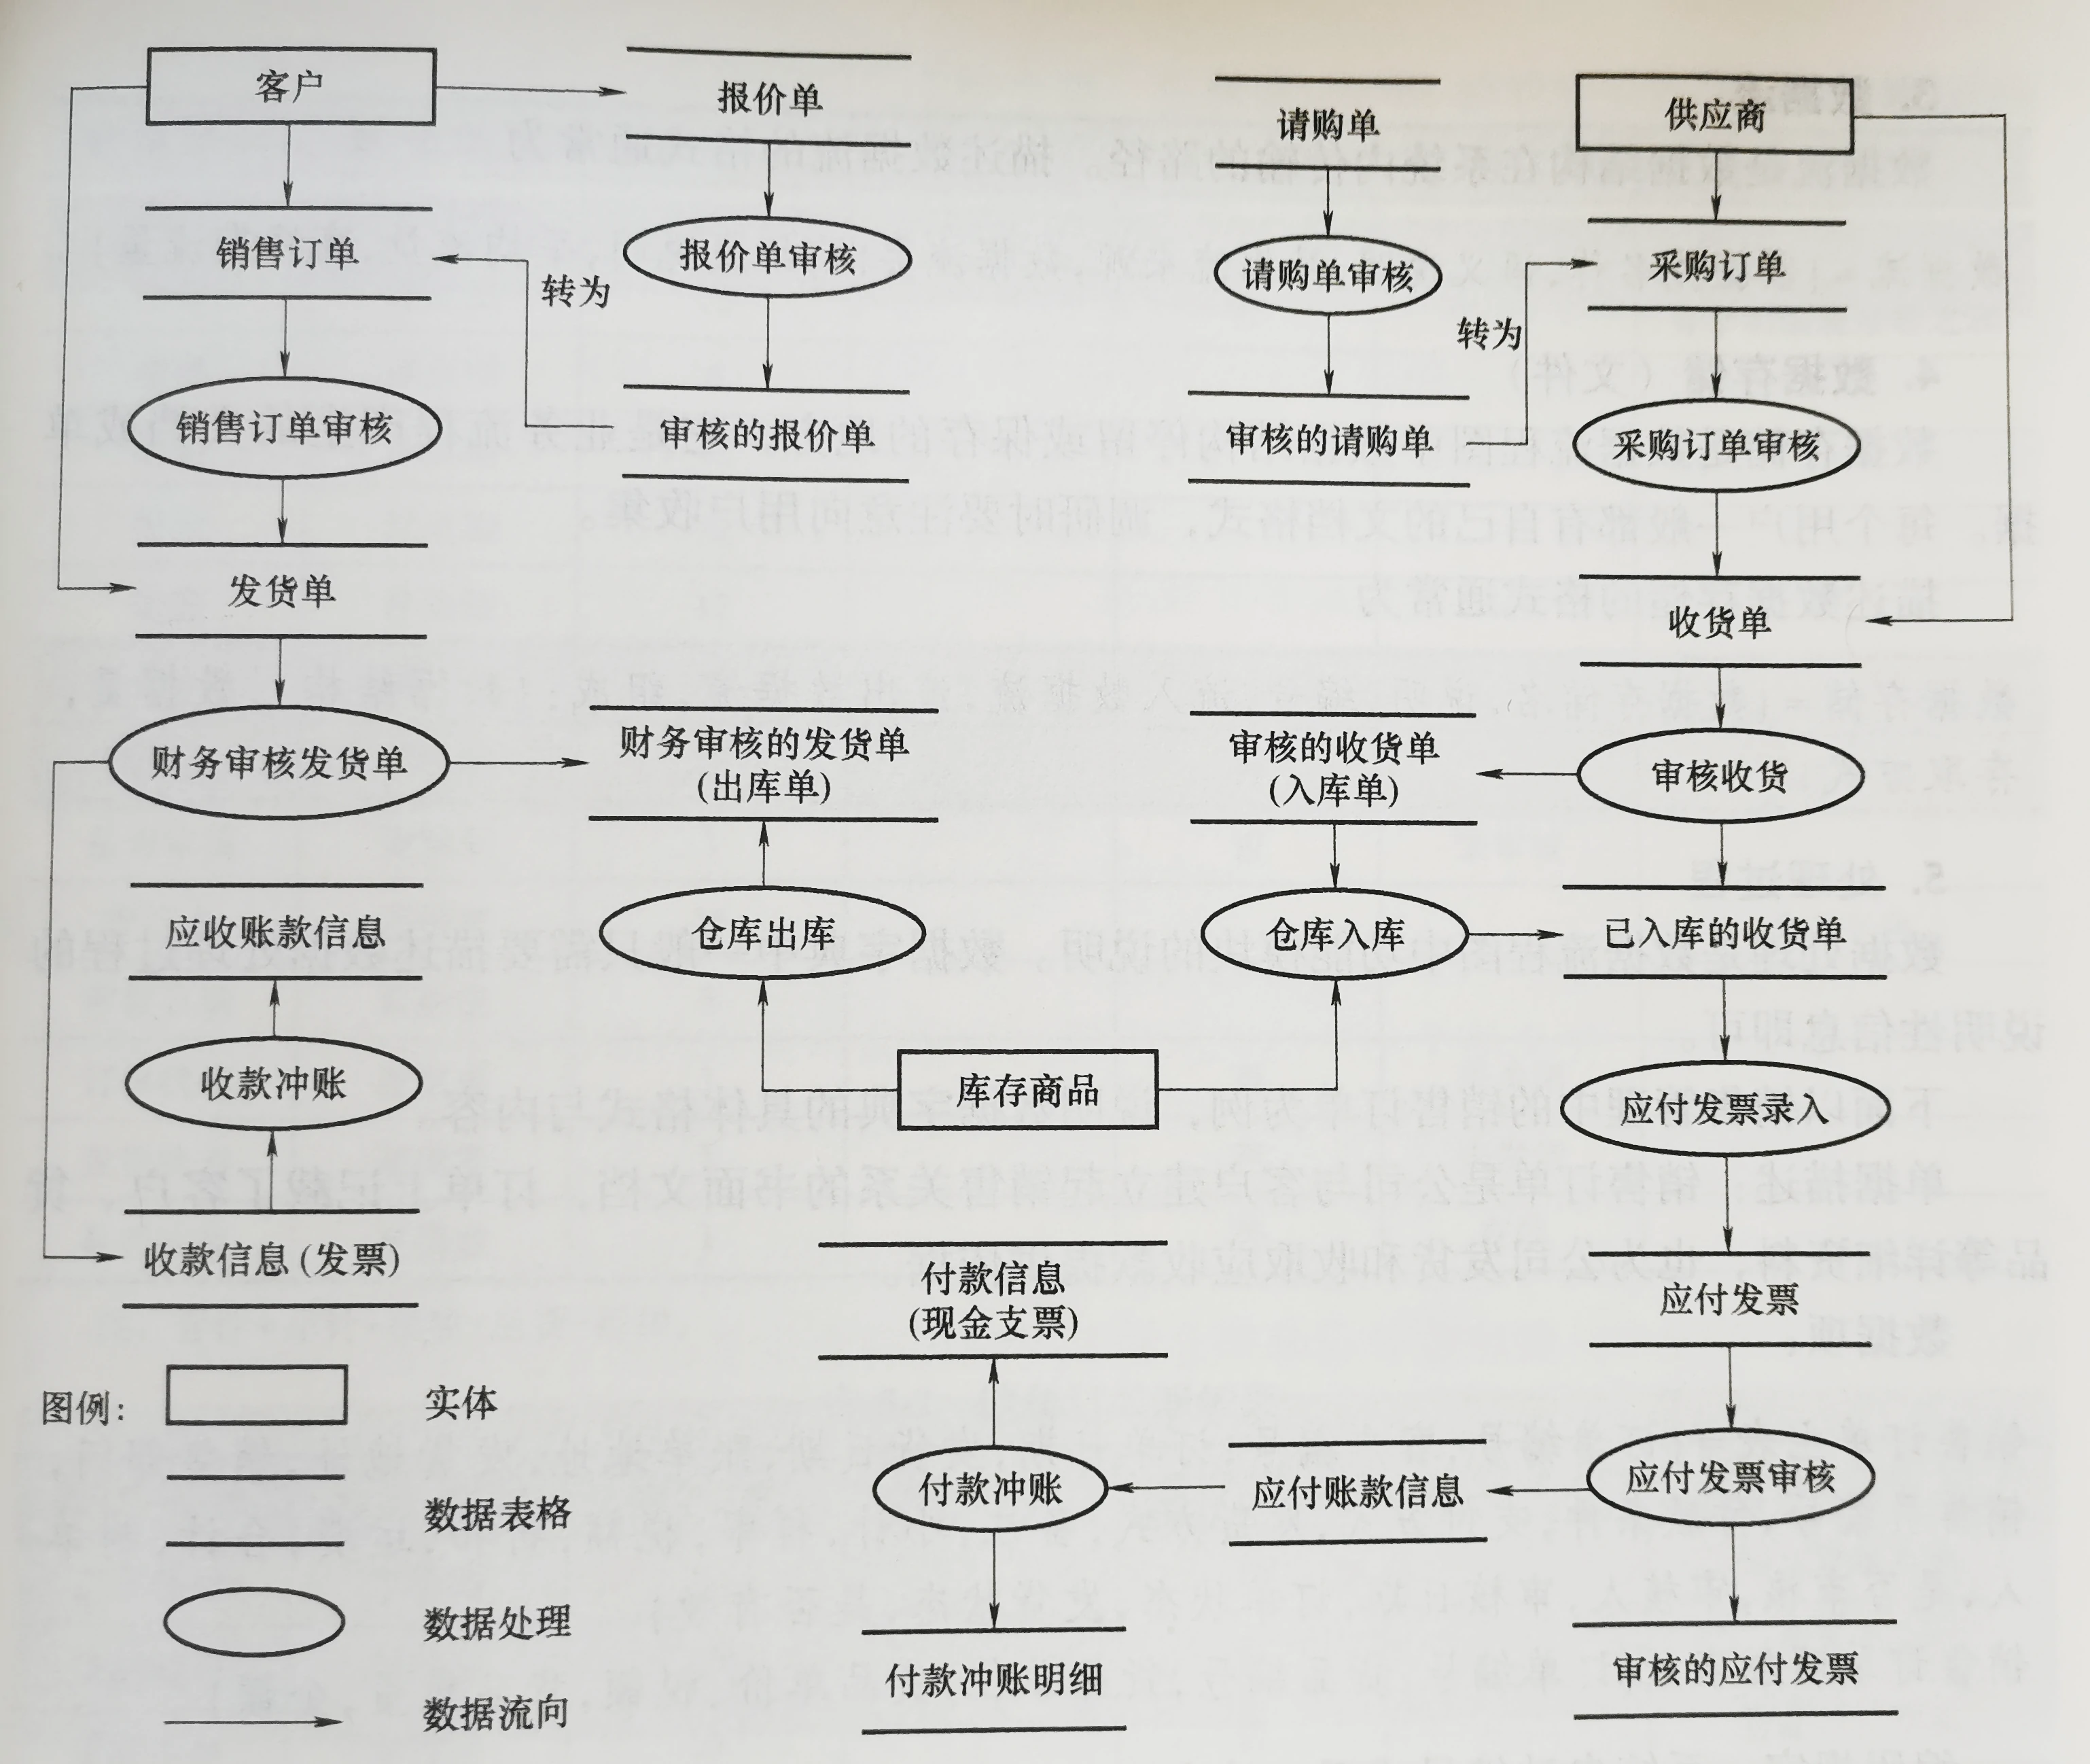 客户
报价单
请购单
供应商
销售订单
报价单审核
请购单审核
采购订单
转为
转为
销售订单审核
审核的报价单
审核的请购单
采购订单审核
发货单
收货单
财务审核发货单
财务审核的发货单
(出库单)
审核的收货单
(入库单)
审核收货
应收账款信息
仓库出库
仓库入库
已入库的收货单
收款冲账
库存商品
应付发票录入
收款信息(发票)
付款信息
(现金支票)
应付发票
图例:
实体
数据表格
付款冲账
应付账款信息
应付发票审核
数据处理
付款冲账明细
审核的应付发票
数据流向